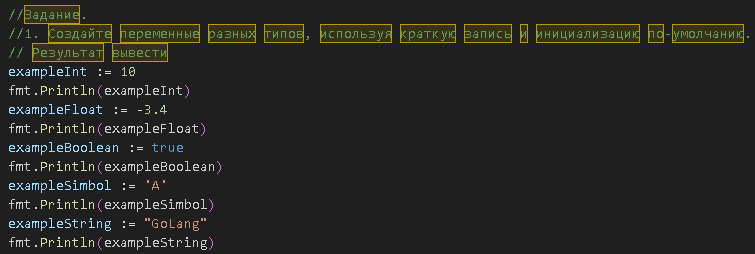 //Задание.
//1. Создайте переменные разных типов, используя краткую запись и инициализацию по-умолчанию.
// Результат вывести
exampleInt := 10
fmt.Println(exampleInt)
exampleFloat := -3.4
fmt.Println(exampleFloat)
exampleBoolean := true
fmt.Println(exampleBoolean)
exampleSimbol := 'A'
fmt.Println(exampleSimbol)
exampleString := "GoLang"
fmt.Println(exampleString)